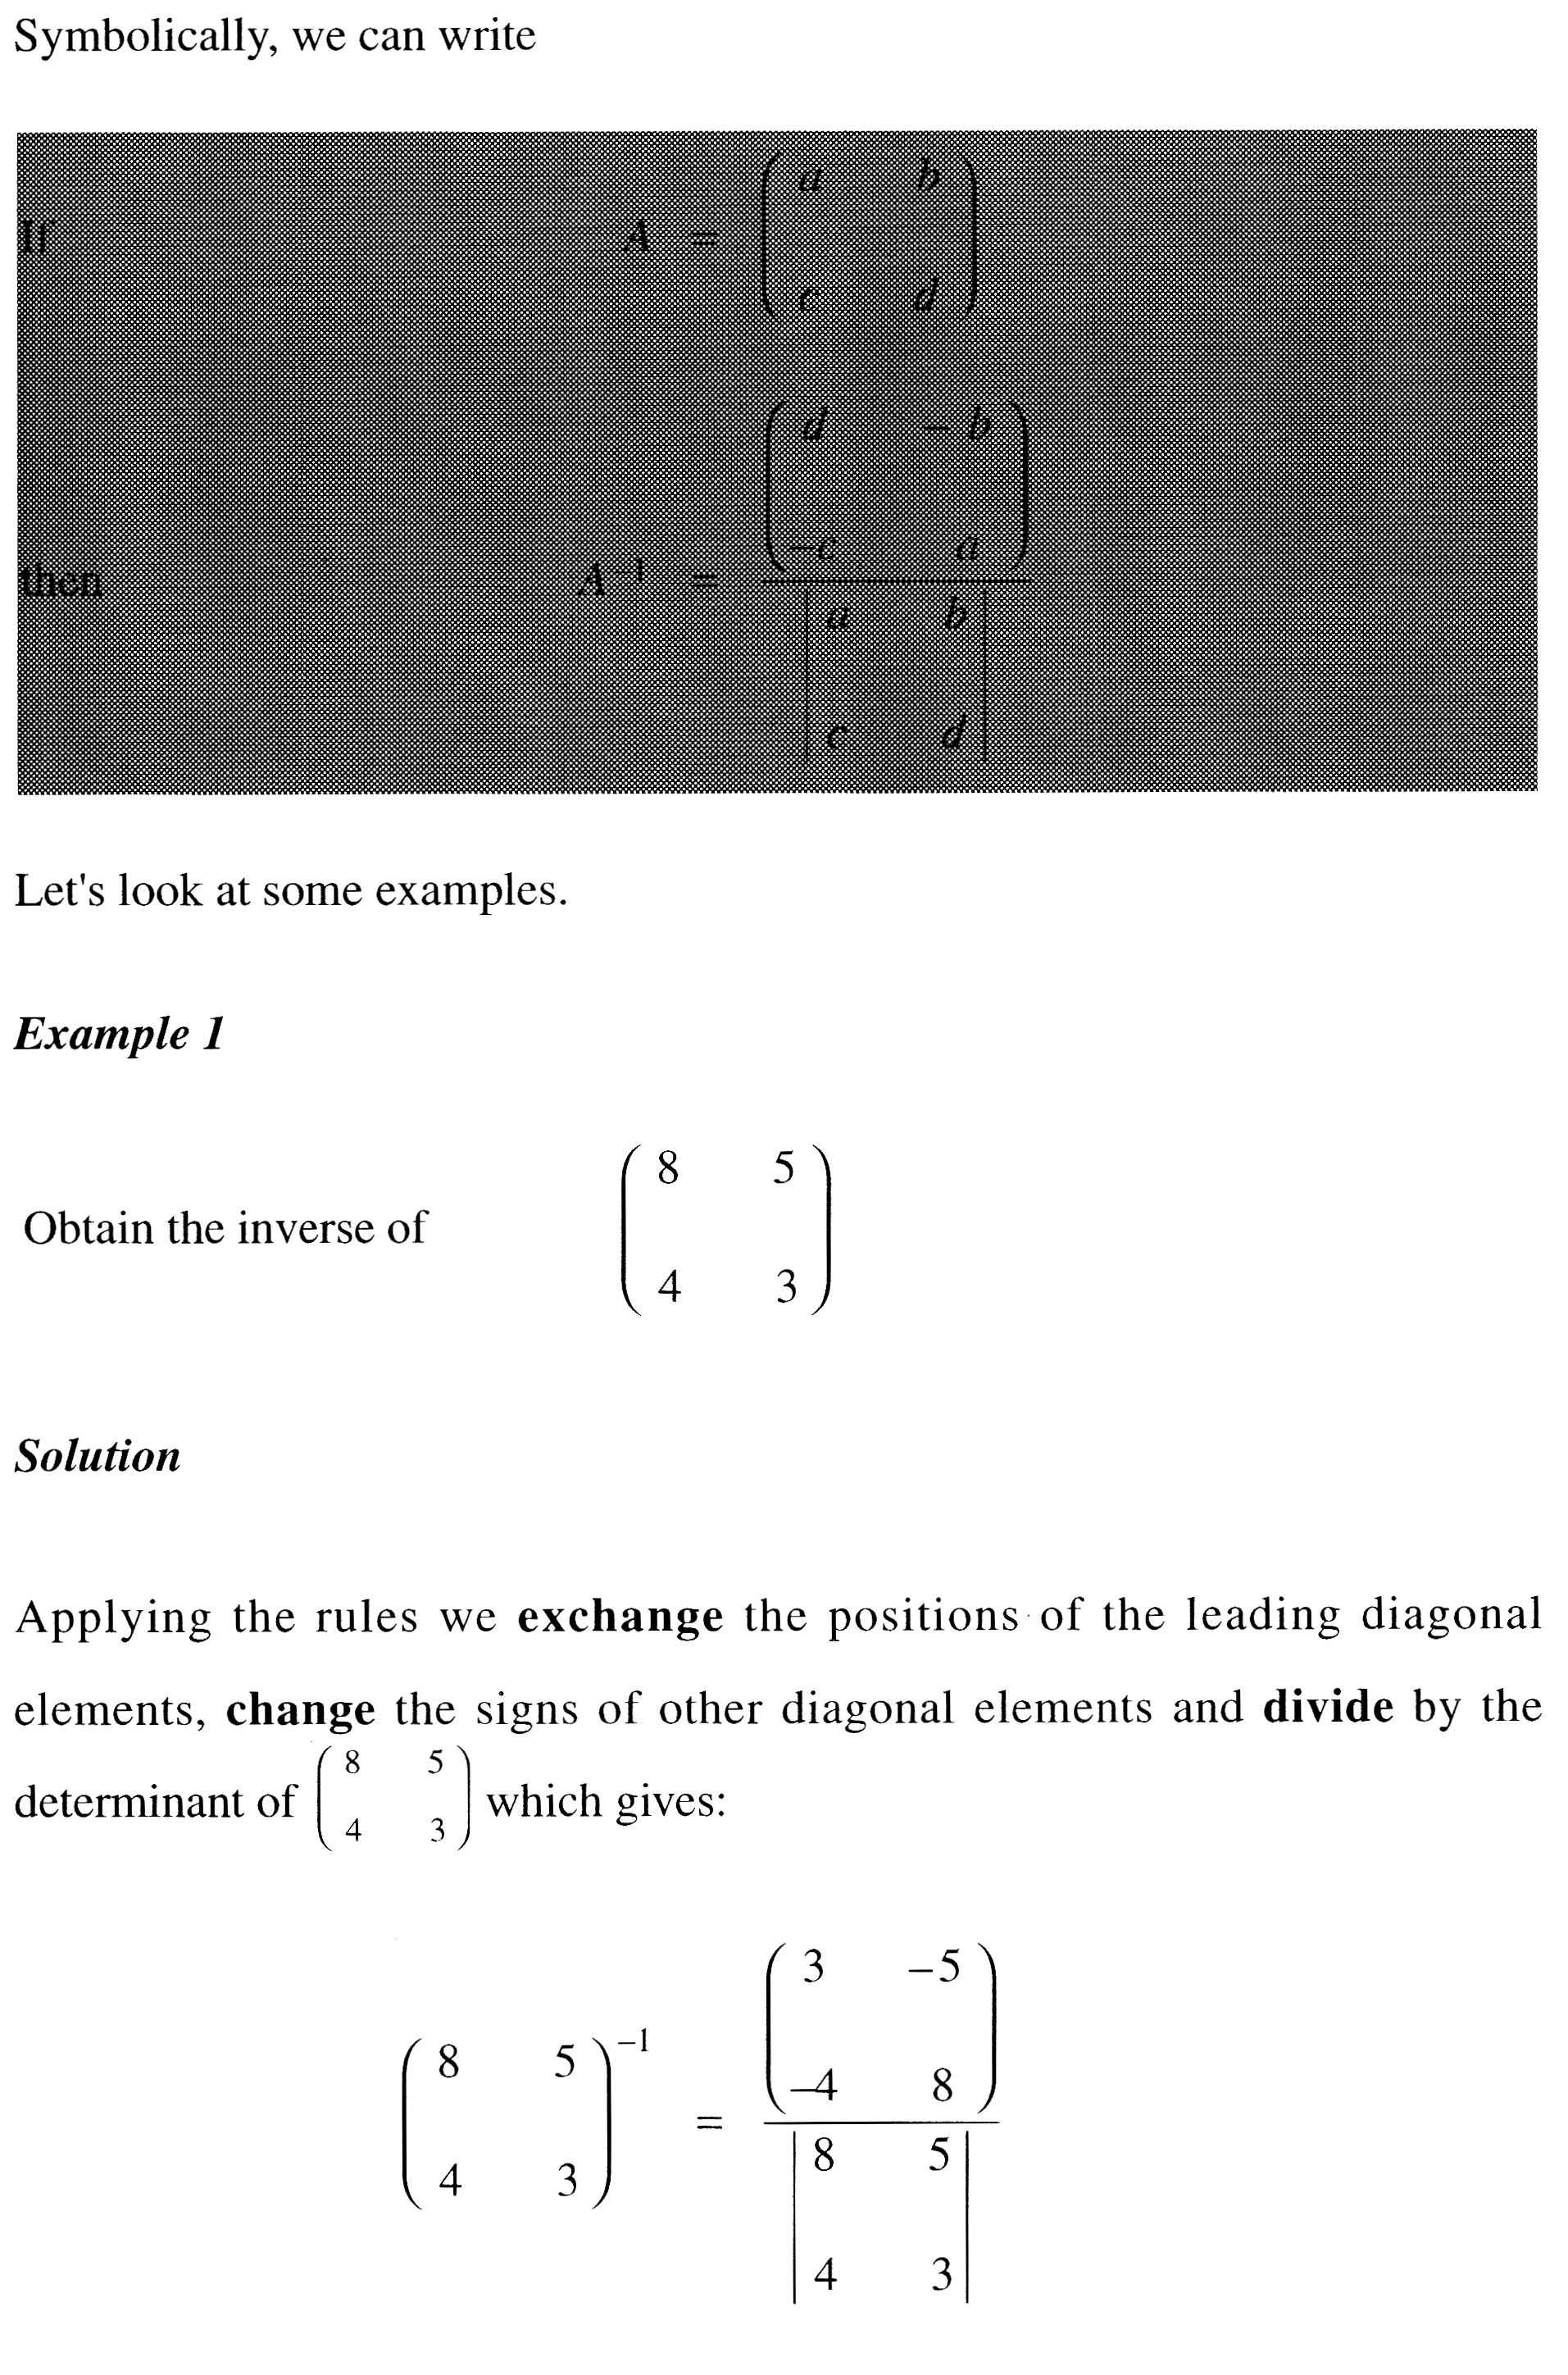 Symbolically, we can write
If A = ( a b
c d )
then A⁻¹ = ( d – b
–c a )
| a b
c d |
Let's look at some examples.
Example 1
Obtain the inverse of ( 8 5
4 3 )
Solution
Applying the rules we exchange the positions of the leading diagonal
elements, change the signs of other diagonal elements and divide by the
determinant of ( 8 5
4 3 ) which gives:
( 8 5
4 3 )⁻¹ = ( 3 –5
–4 8 )
| 8 5
4 3 |